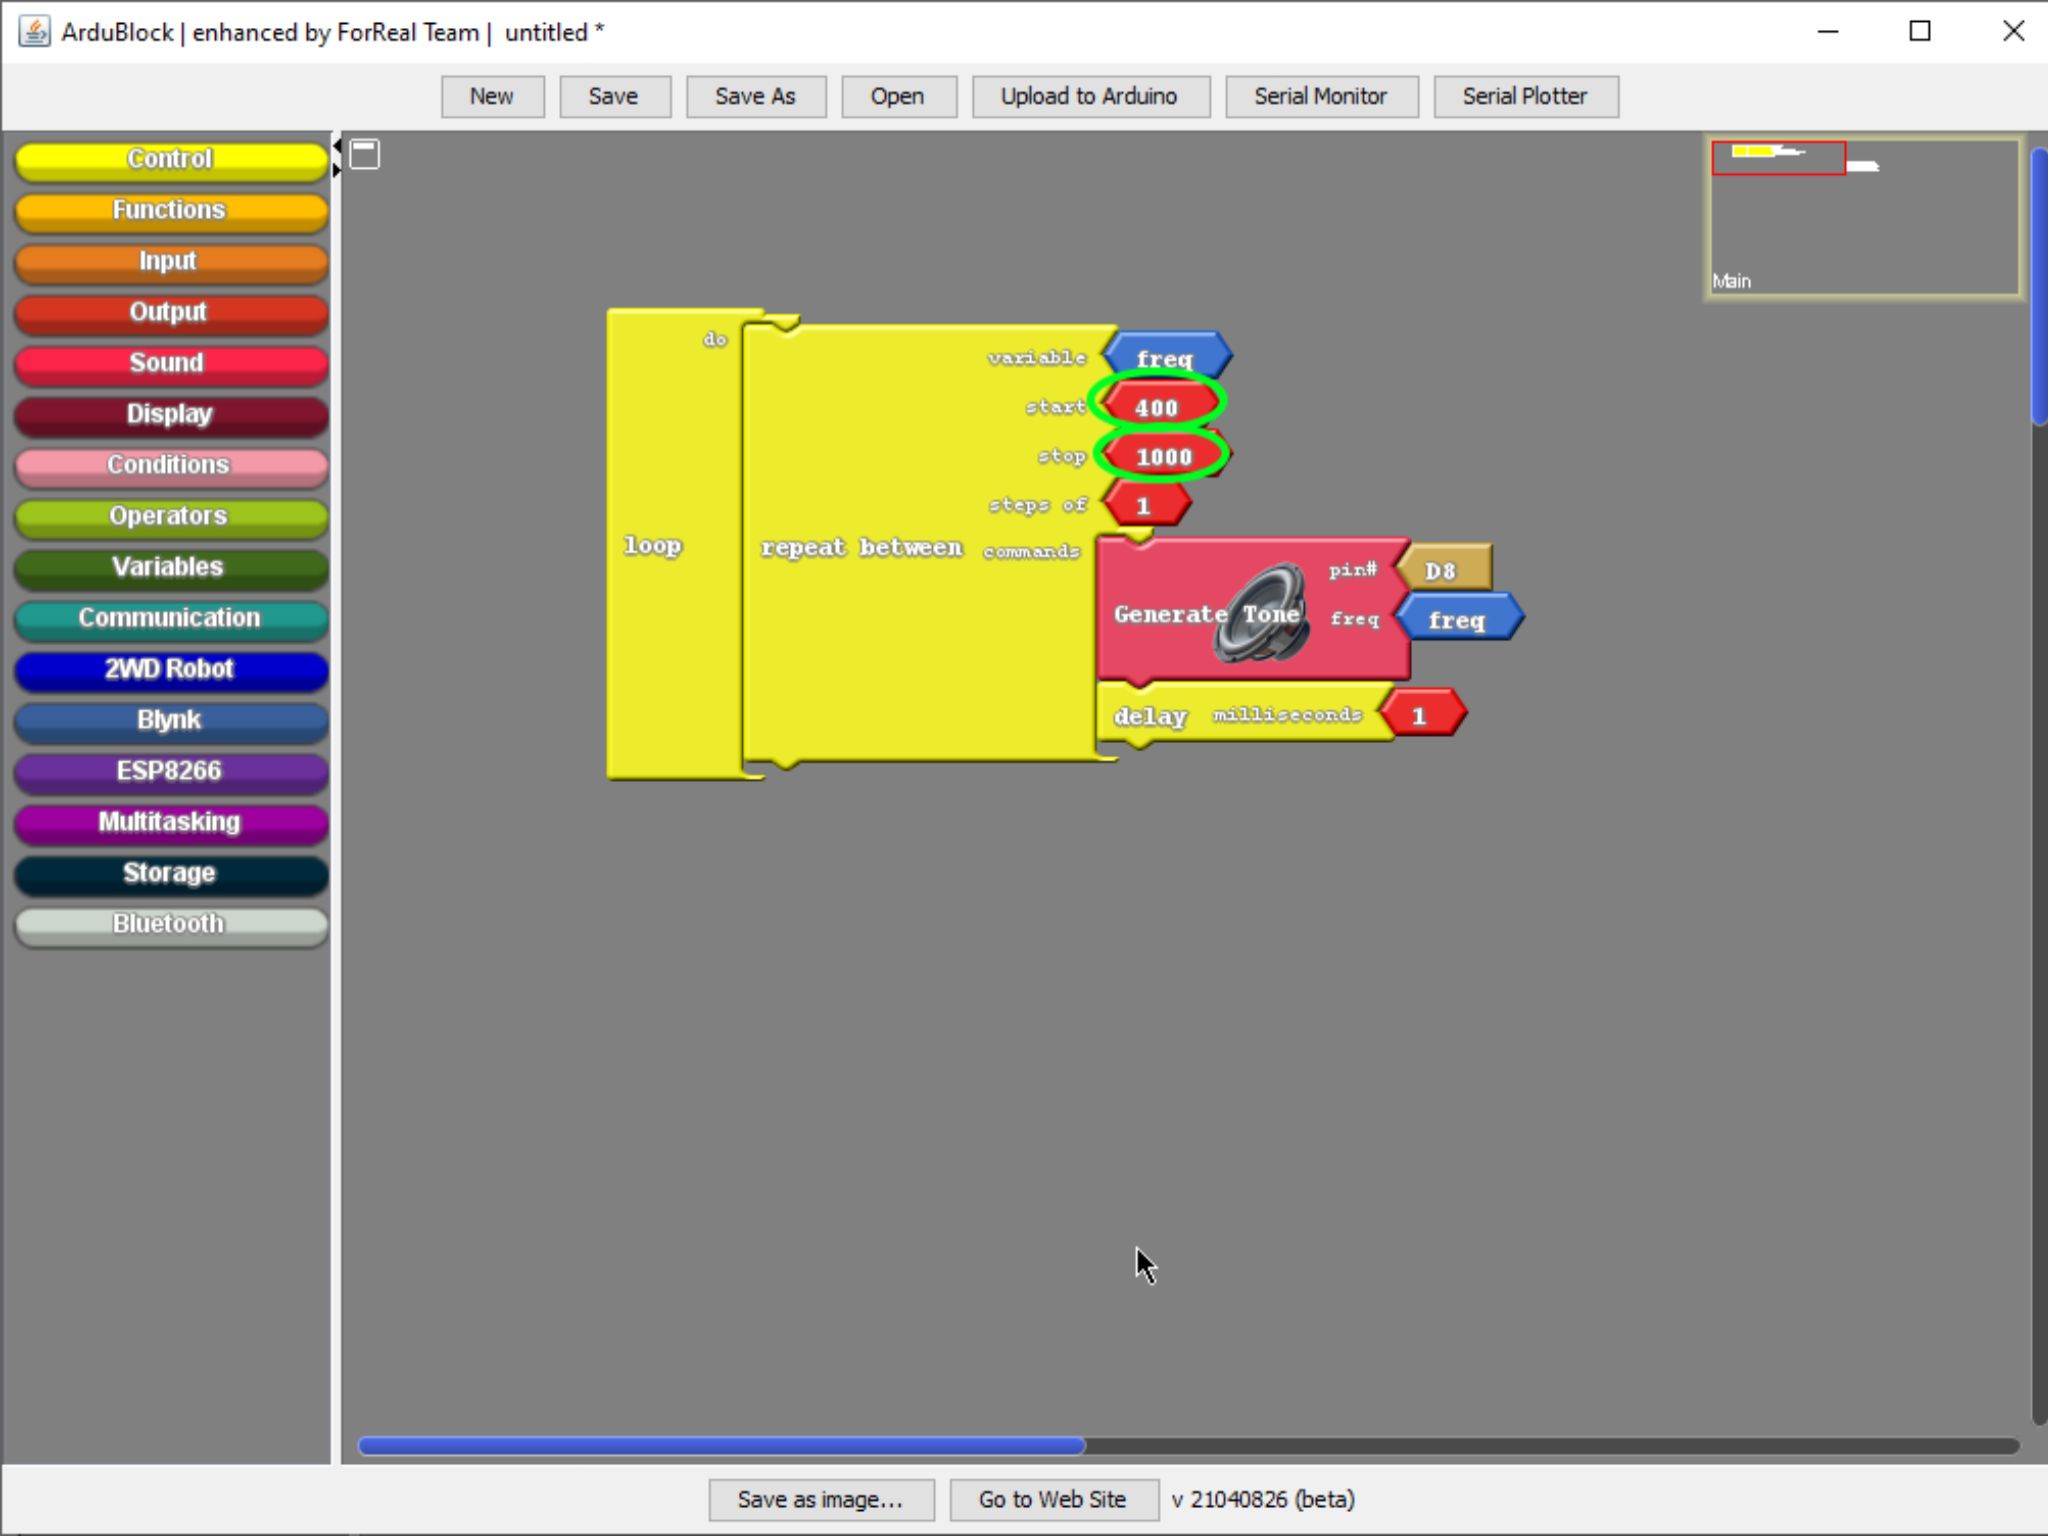 ArduBlock | enhanced by ForReal Team | untitled *
New Save Save As Open Upload to Arduino Serial Monitor Serial Plotter
Control
Functions
Input
Output
Sound
Display
Conditions
Operators
Variables
Communication
2WD Robot
Blynk
ESP8266
Multitasking
Storage
Bluetooth
Main
do
variable freq
start 400
stop 1000
steps of 1
loop repeat between commands
pin# D8
Generate Tone freq freq
delay milliseconds 1
Save as image... Go to Web Site v 21040826 (beta)